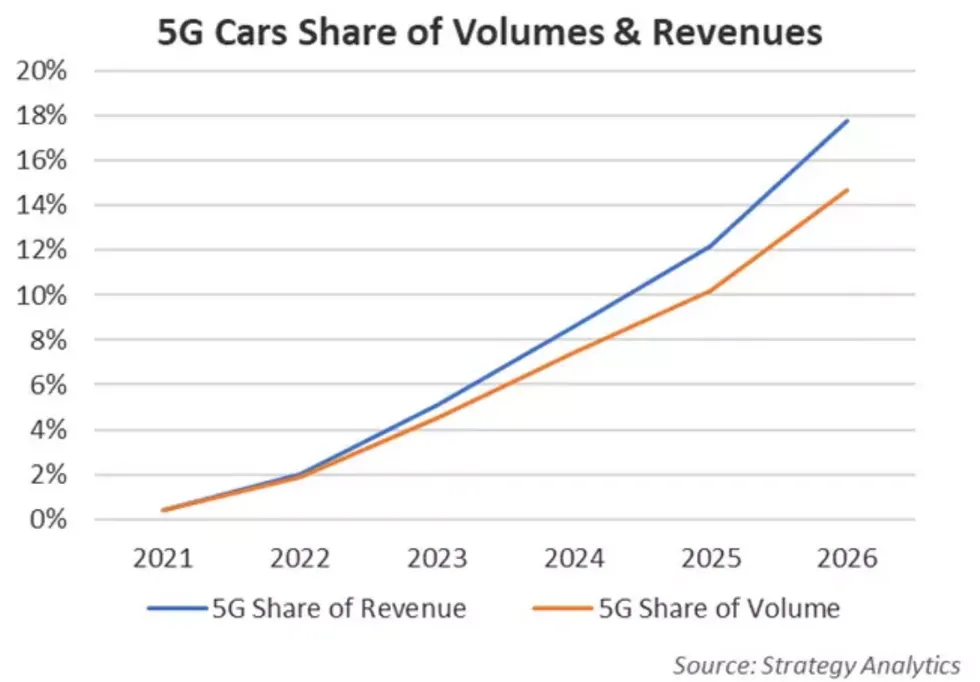 5G Cars Share of Volumes & Revenues
20%
18%
16%
14%
12%
10%
8%
6%
4%
2%
0%
2021 2022 2023 2024 2025 2026
5G Share of Revenue 5G Share of Volume
Source: Strategy Analytics